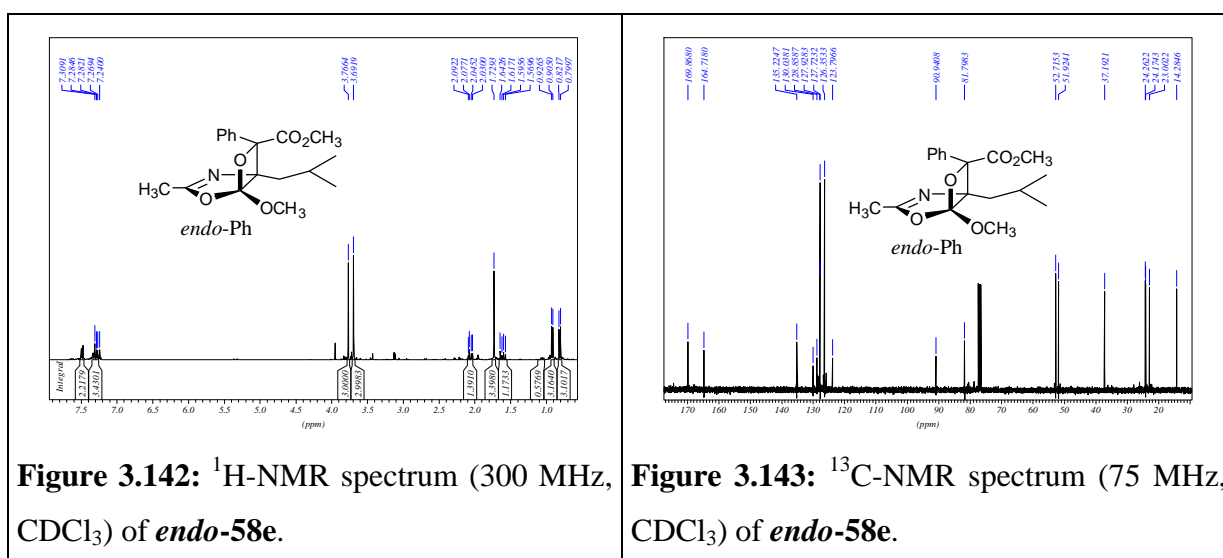 7.3091
7.2846
7.2821
7.2694
7.2400
3.7664
3.6919
2.0922
2.0771
2.0452
2.0300
1.7293
1.6426
1.6171
1.5956
1.5696
0.9265
0.9050
0.8217
0.7997
Ph
CO2CH3
O
N
H3C
O
OCH3
endo-Ph
Integral
2.2179
3.4301
3.0000
2.9983
1.3910
3.3980
1.1733
0.5769
3.1640
3.1017
7.5 7.0 6.5 6.0 5.5 5.0 4.5 4.0 3.5 3.0 2.5 2.0 1.5 1.0
(ppm)
Figure 3.142: 1H-NMR spectrum (300 MHz,
CDCl3) of endo-58e.
169.8680
164.7180
135.2247
130.0381
128.8587
127.9283
127.7232
126.3533
123.7966
90.9408
81.7983
52.7153
51.9241
37.1921
24.2622
24.1743
23.0022
14.2846
Ph
CO2CH3
O
N
H3C
O
OCH3
endo-Ph
170 160 150 140 130 120 110 100 90 80 70 60 50 40 30 20
(ppm)
Figure 3.143: 13C-NMR spectrum (75 MHz,
CDCl3) of endo-58e.